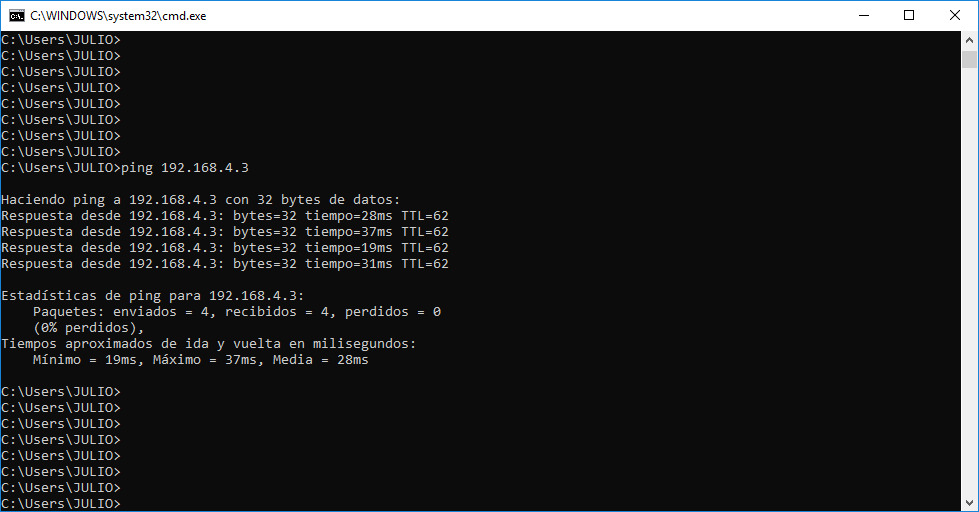 C:\WINDOWS\system32\cmd.exe
C:\Users\JULIO>
C:\Users\JULIO>
C:\Users\JULIO>
C:\Users\JULIO>
C:\Users\JULIO>
C:\Users\JULIO>
C:\Users\JULIO>
C:\Users\JULIO>
C:\Users\JULIO>ping 192.168.4.3
Haciendo ping a 192.168.4.3 con 32 bytes de datos:
Respuesta desde 192.168.4.3: bytes=32 tiempo=28ms TTL=62
Respuesta desde 192.168.4.3: bytes=32 tiempo=37ms TTL=62
Respuesta desde 192.168.4.3: bytes=32 tiempo=19ms TTL=62
Respuesta desde 192.168.4.3: bytes=32 tiempo=31ms TTL=62
Estadísticas de ping para 192.168.4.3:
Paquetes: enviados = 4, recibidos = 4, perdidos = 0
(0% perdidos),
Tiempos aproximados de ida y vuelta en milisegundos:
Mínimo = 19ms, Máximo = 37ms, Media = 28ms
C:\Users\JULIO>
C:\Users\JULIO>
C:\Users\JULIO>
C:\Users\JULIO>
C:\Users\JULIO>
C:\Users\JULIO>
C:\Users\JULIO>
C:\Users\JULIO>